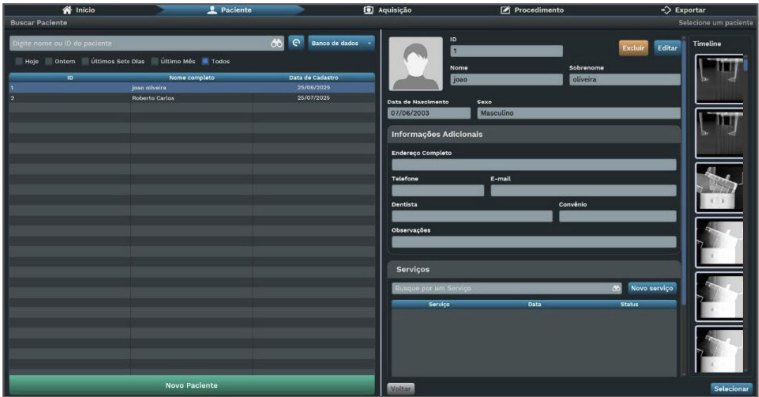 Início
Paciente
Aquisição
Procedimento
Exportar
Buscar Paciente
Selecione um paciente
Digite nome ou ID do paciente
Banco de dados
Hoje
Ontem
Últimos Sete Dias
Último Mês
Todos
ID
Nome completo
Data de Cadastro
1
joao oliveira
25/08/2025
2
Roberto Carlos
25/07/2025
Novo Paciente
ID
1
Excluir
Editar
Nome
Sobrenome
joao
oliveira
Data de Nascimento
Sexo
07/06/2003
Masculino
Informações Adicionais
Endereço Completo
Telefone
E-mail
Dentista
Convênio
Observações
Serviços
Busque por um Serviço
Novo serviço
Serviço
Data
Status
Voltar
Selecionar
Timeline